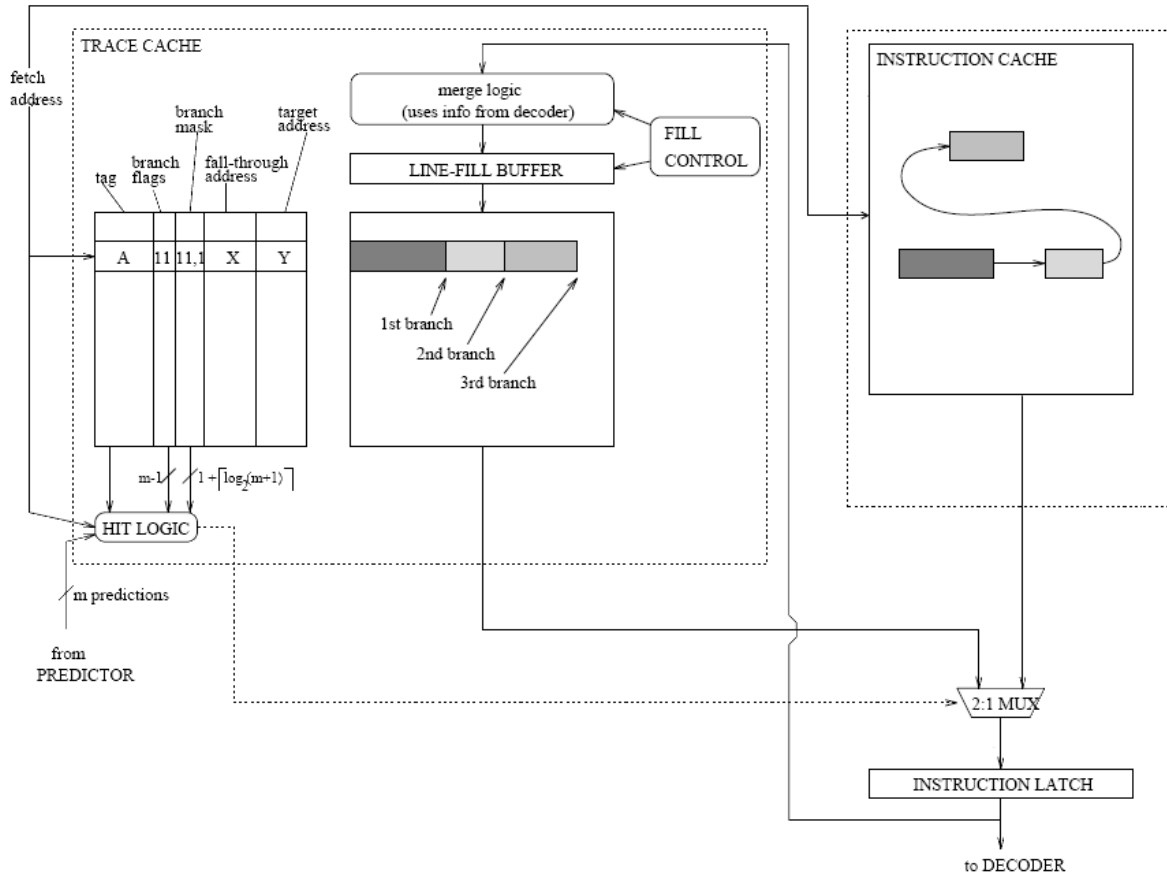 TRACE CACHE
INSTRUCTION CACHE
fetch
address
merge logic
(uses info from decoder)
FILL
CONTROL
LINE-FILL BUFFER
branch
mask
target
address
branch
flags
fall-through
address
tag
A
11
11,1
X
Y
1st branch
2nd branch
3rd branch
m-1
1 + ⌈log2(m+1)⌉
HIT LOGIC
m predictions
from
PREDICTOR
2:1 MUX
INSTRUCTION LATCH
to DECODER